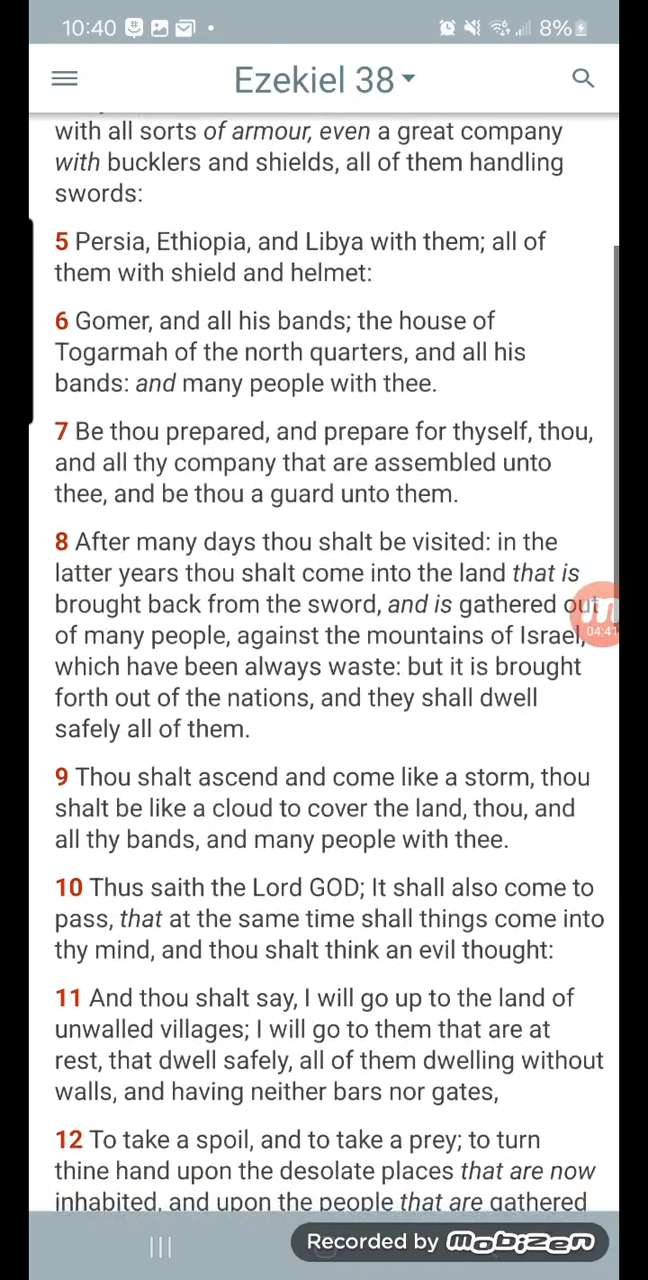 10:40 8%
Ezekiel 38
with all sorts of armour, even a great company
with bucklers and shields, all of them handling
swords:
5 Persia, Ethiopia, and Libya with them; all of
them with shield and helmet:
6 Gomer, and all his bands; the house of
Togarmah of the north quarters, and all his
bands: and many people with thee.
7 Be thou prepared, and prepare for thyself, thou,
and all thy company that are assembled unto
thee, and be thou a guard unto them.
8 After many days thou shalt be visited: in the
latter years thou shalt come into the land that is
brought back from the sword, and is gathered out
of many people, against the mountains of Israel,
which have been always waste: but it is brought
forth out of the nations, and they shall dwell
safely all of them.
04:41
9 Thou shalt ascend and come like a storm, thou
shalt be like a cloud to cover the land, thou, and
all thy bands, and many people with thee.
10 Thus saith the Lord GOD; It shall also come to
pass, that at the same time shall things come into
thy mind, and thou shalt think an evil thought:
11 And thou shalt say, I will go up to the land of
unwalled villages; I will go to them that are at
rest, that dwell safely, all of them dwelling without
walls, and having neither bars nor gates,
12 To take a spoil, and to take a prey; to turn
thine hand upon the desolate places that are now
inhabited, and upon the people that are gathered
Recorded by Mobizen